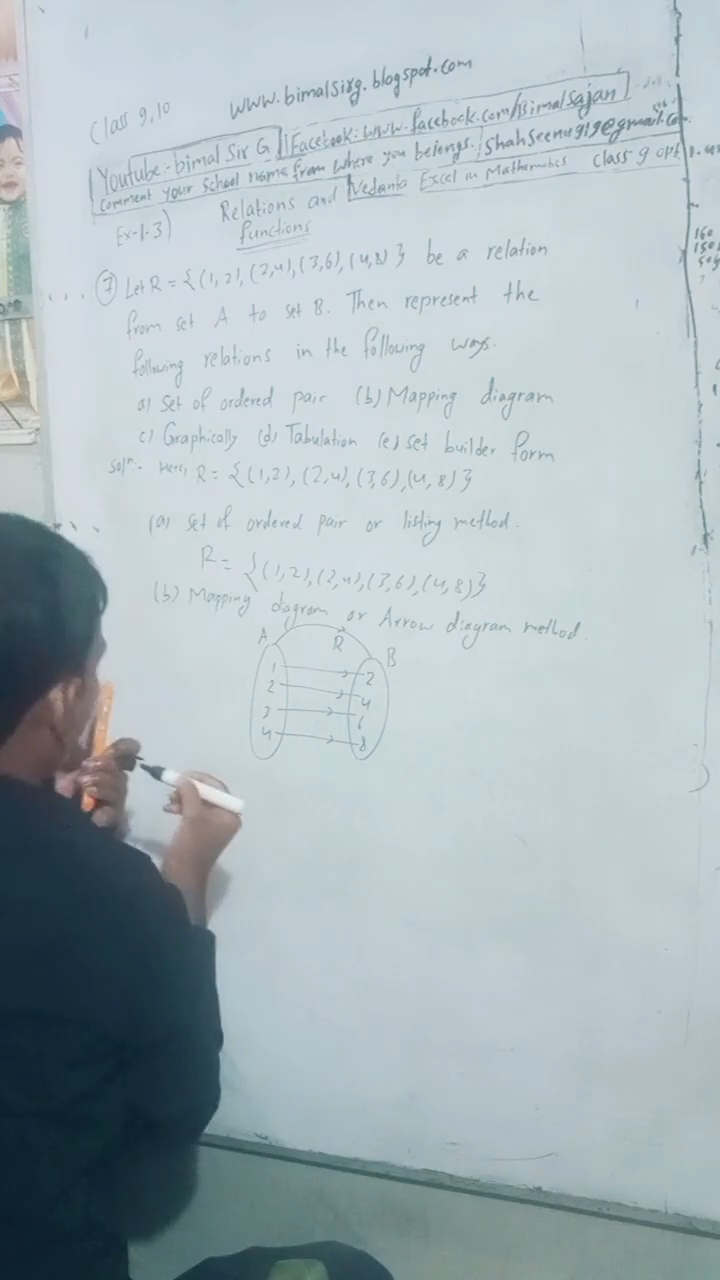 Class 9,10
www.bimalsirg.blogspot.com
Youtube:- bimal Sir G || Facebook: www.facebook.com/Bimalsajan
Comment your School name from where you belongs.
Relations and functions
Vedanta Excel in Mathematics class 9 opt
Ex-1.3)
7 Let R = {(1,2),(2,4),(3,6),(4,8)} be a relation
from set A to set B. Then represent the
following relations in the following ways.
a) Set of ordered pair (b) Mapping diagram
c) Graphically (d) Tabulation (e) set builder form
Solⁿ:- Here, R = {(1,2),(2,4),(3,6),(4,8)}
(a) set of ordered pair or listing method.
R = {(1,2),(2,4),(3,6),(4,8)}
(b) Mapping diagram or Arrow diagram method.
A R B
1 2
2 4
3 6
4 8